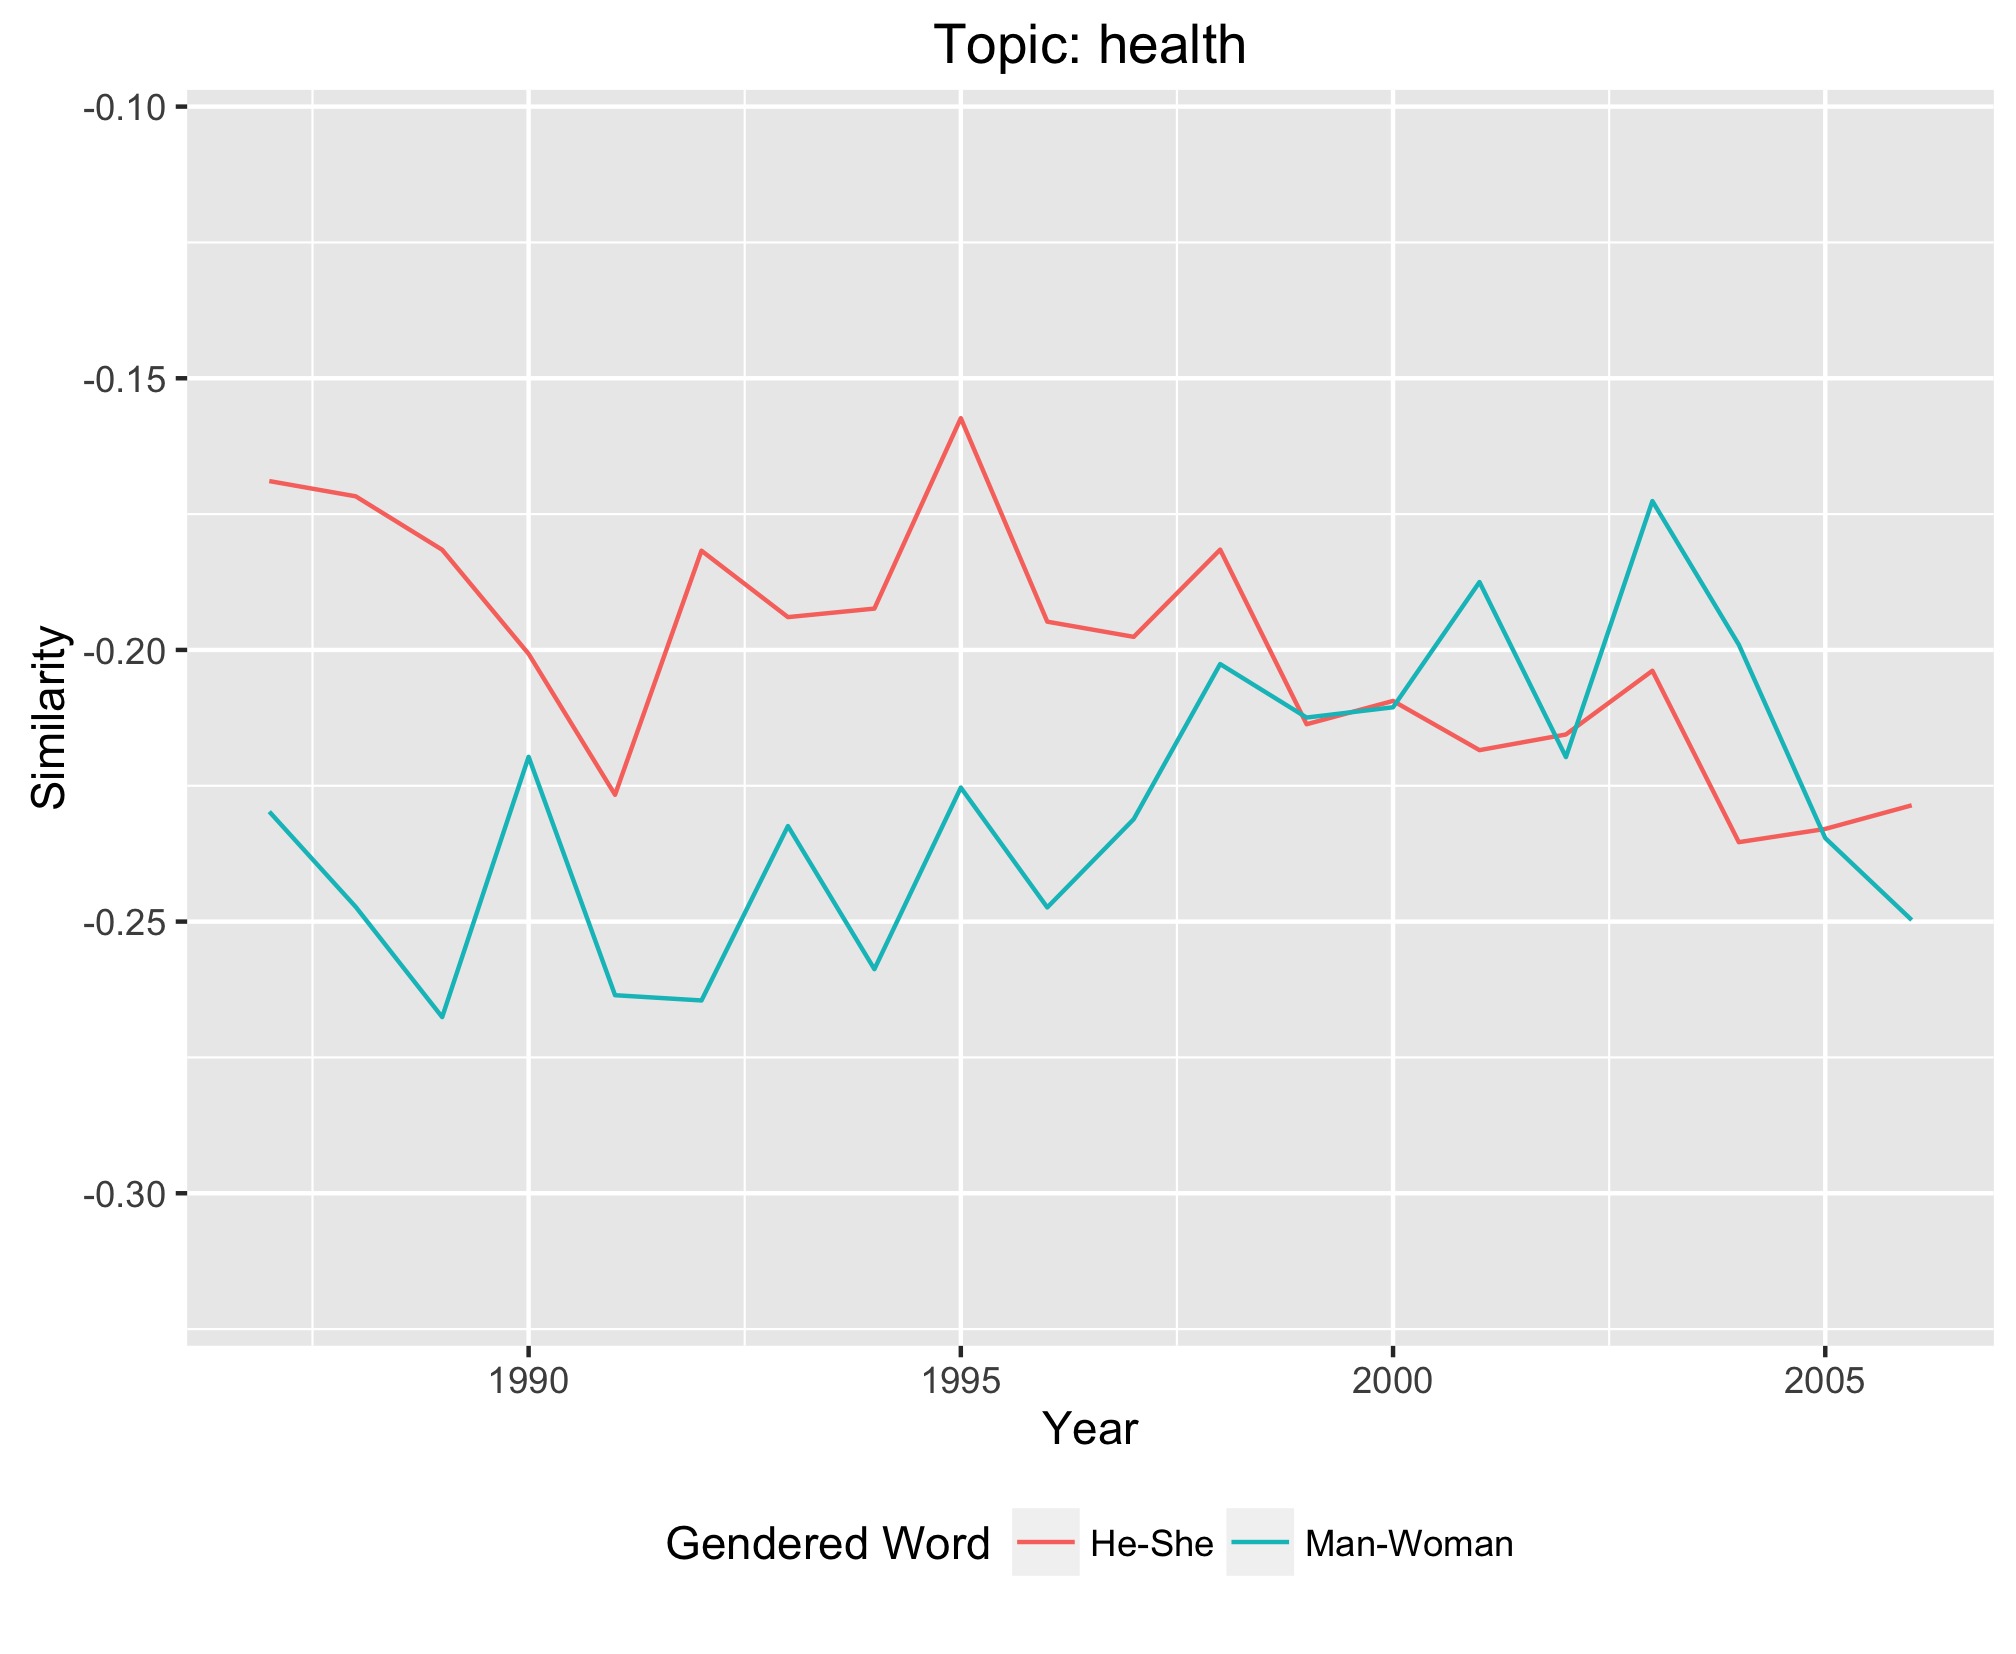 Topic: health
-0.10
-0.15
-0.20
-0.25
-0.30
Similarity
1990 1995 2000 2005
Year
Gendered Word He-She Man-Woman